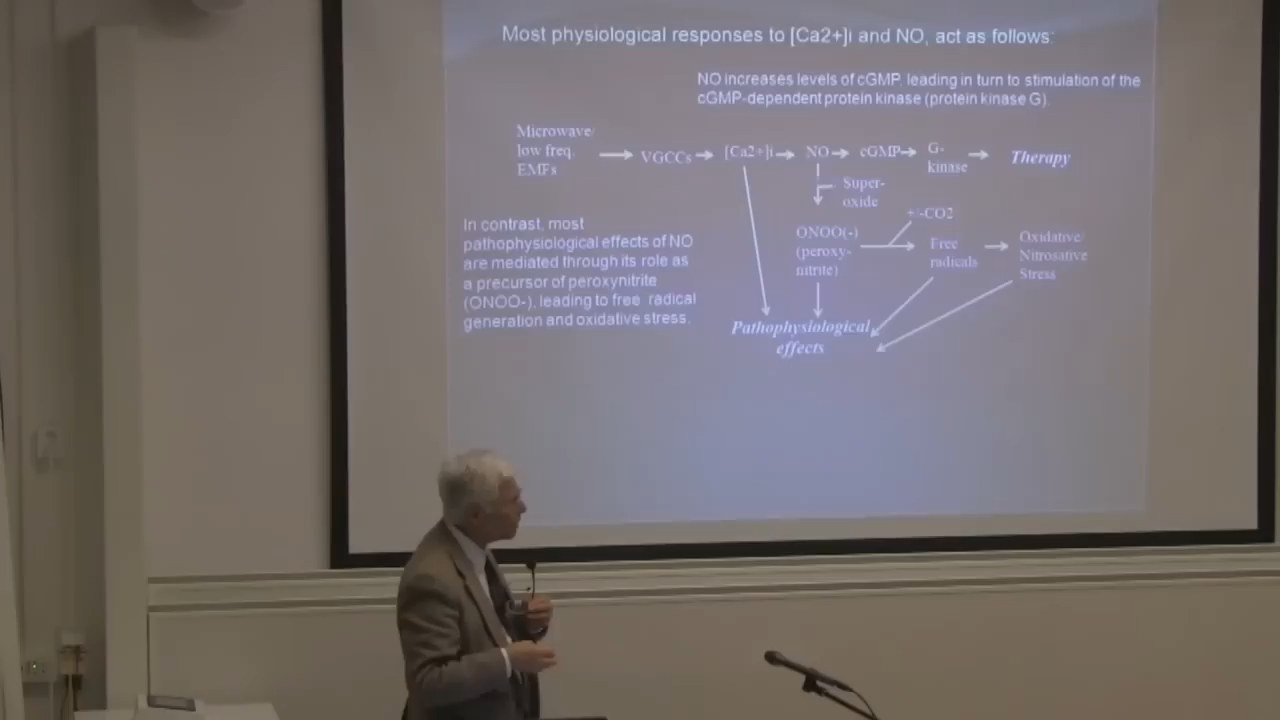 Most physiological responses to [Ca2+]i and NO, act as follows:
NO increases levels of cGMP, leading in turn to stimulation of the
cGMP-dependent protein kinase (protein kinase G).
Microwave/
low freq.
EMFs
VGCCs
[Ca2+]i
NO
cGMP
G-
kinase
Therapy
Super-
oxide
+/-CO2
ONOO(-)
(peroxy-
nitrite)
Free
radicals
Oxidative/
Nitrosative
Stress
In contrast, most
pathophysiological effects of NO
are mediated through its role as
a precursor of peroxynitrite
(ONOO-), leading to free radical
generation and oxidative stress.
Pathophysiological
effects